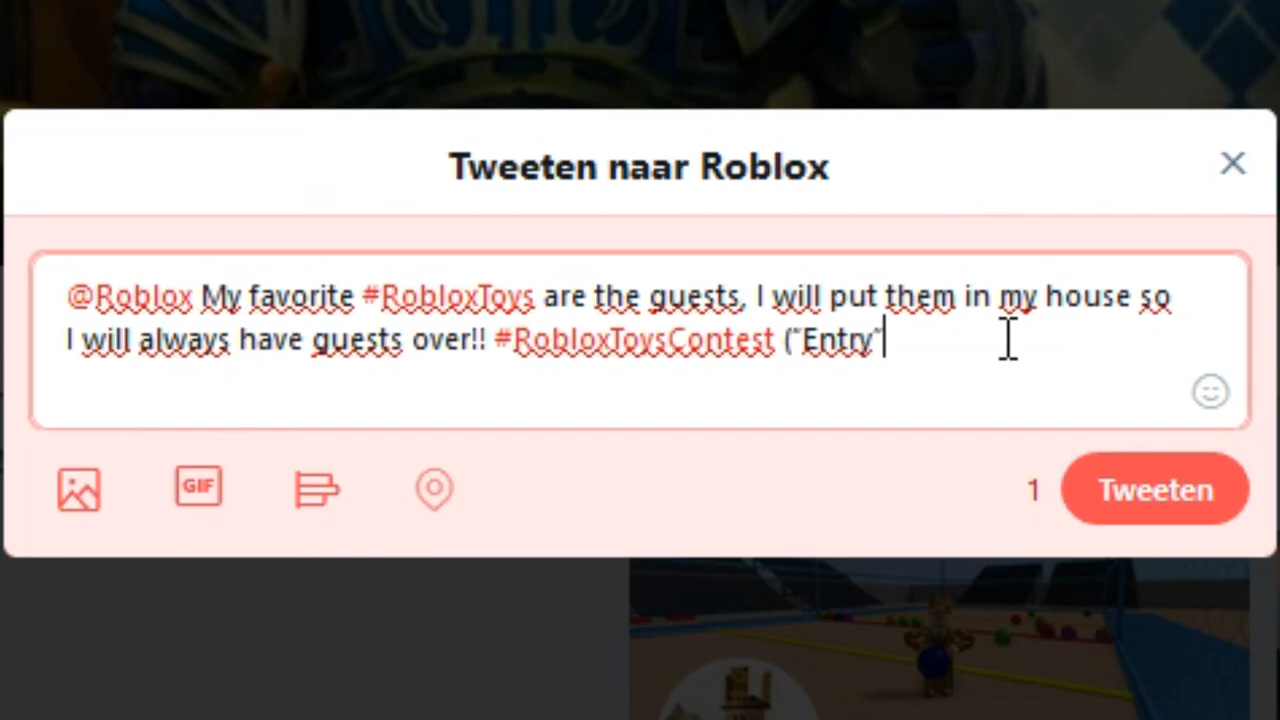 Tweeten naar Roblox
@Roblox My favorite #RobloxToys are the guests, I will put them in my house so
I will always have guests over!! #RobloxToysContest ("Entry"
GIF
1 Tweeten